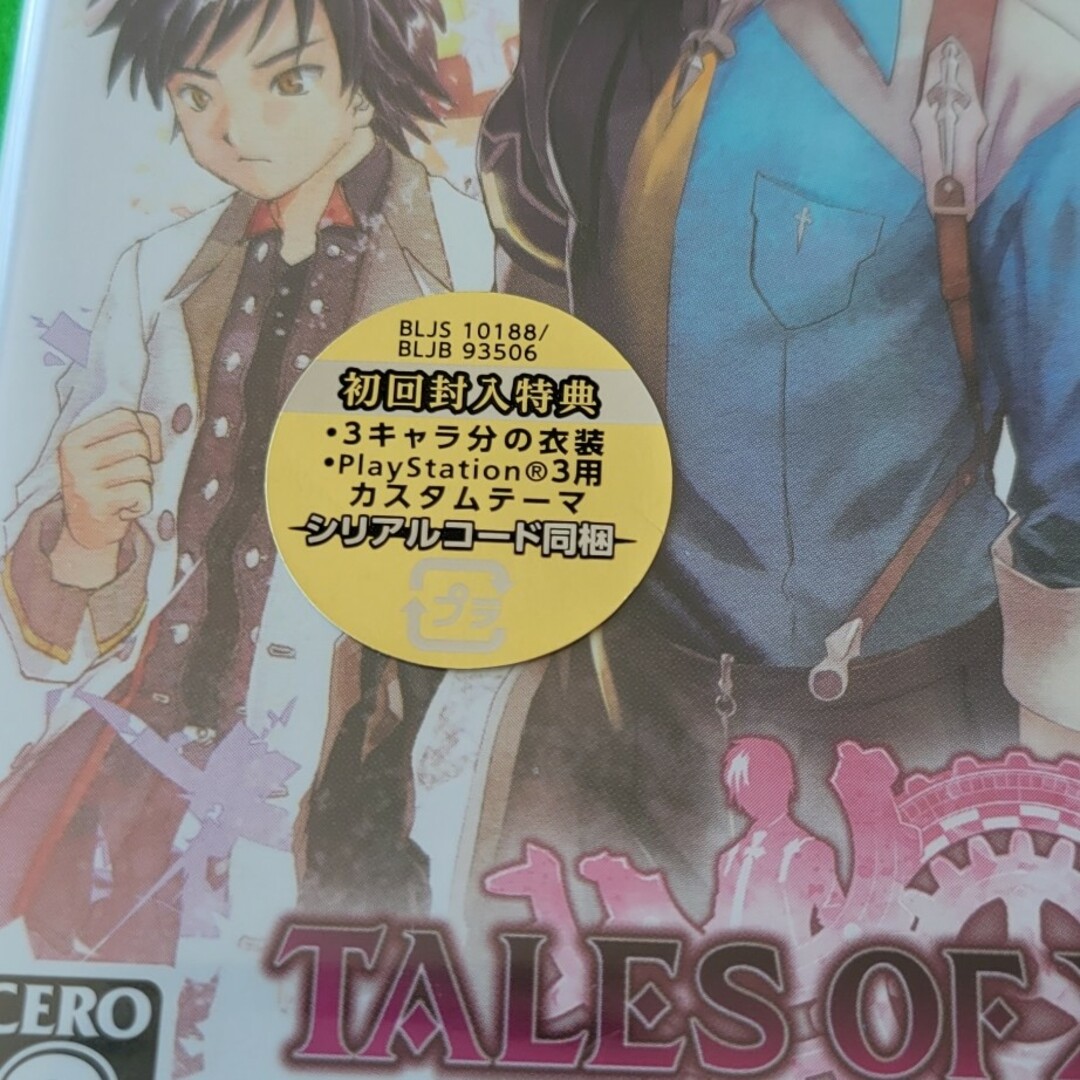 BLJS 10188/
BLJB 93506
初回封入特典
•3キャラ分の衣装
•PlayStation®3用
カスタムテーマ
シリアルコード同梱
プラ
TALES OF
CERO